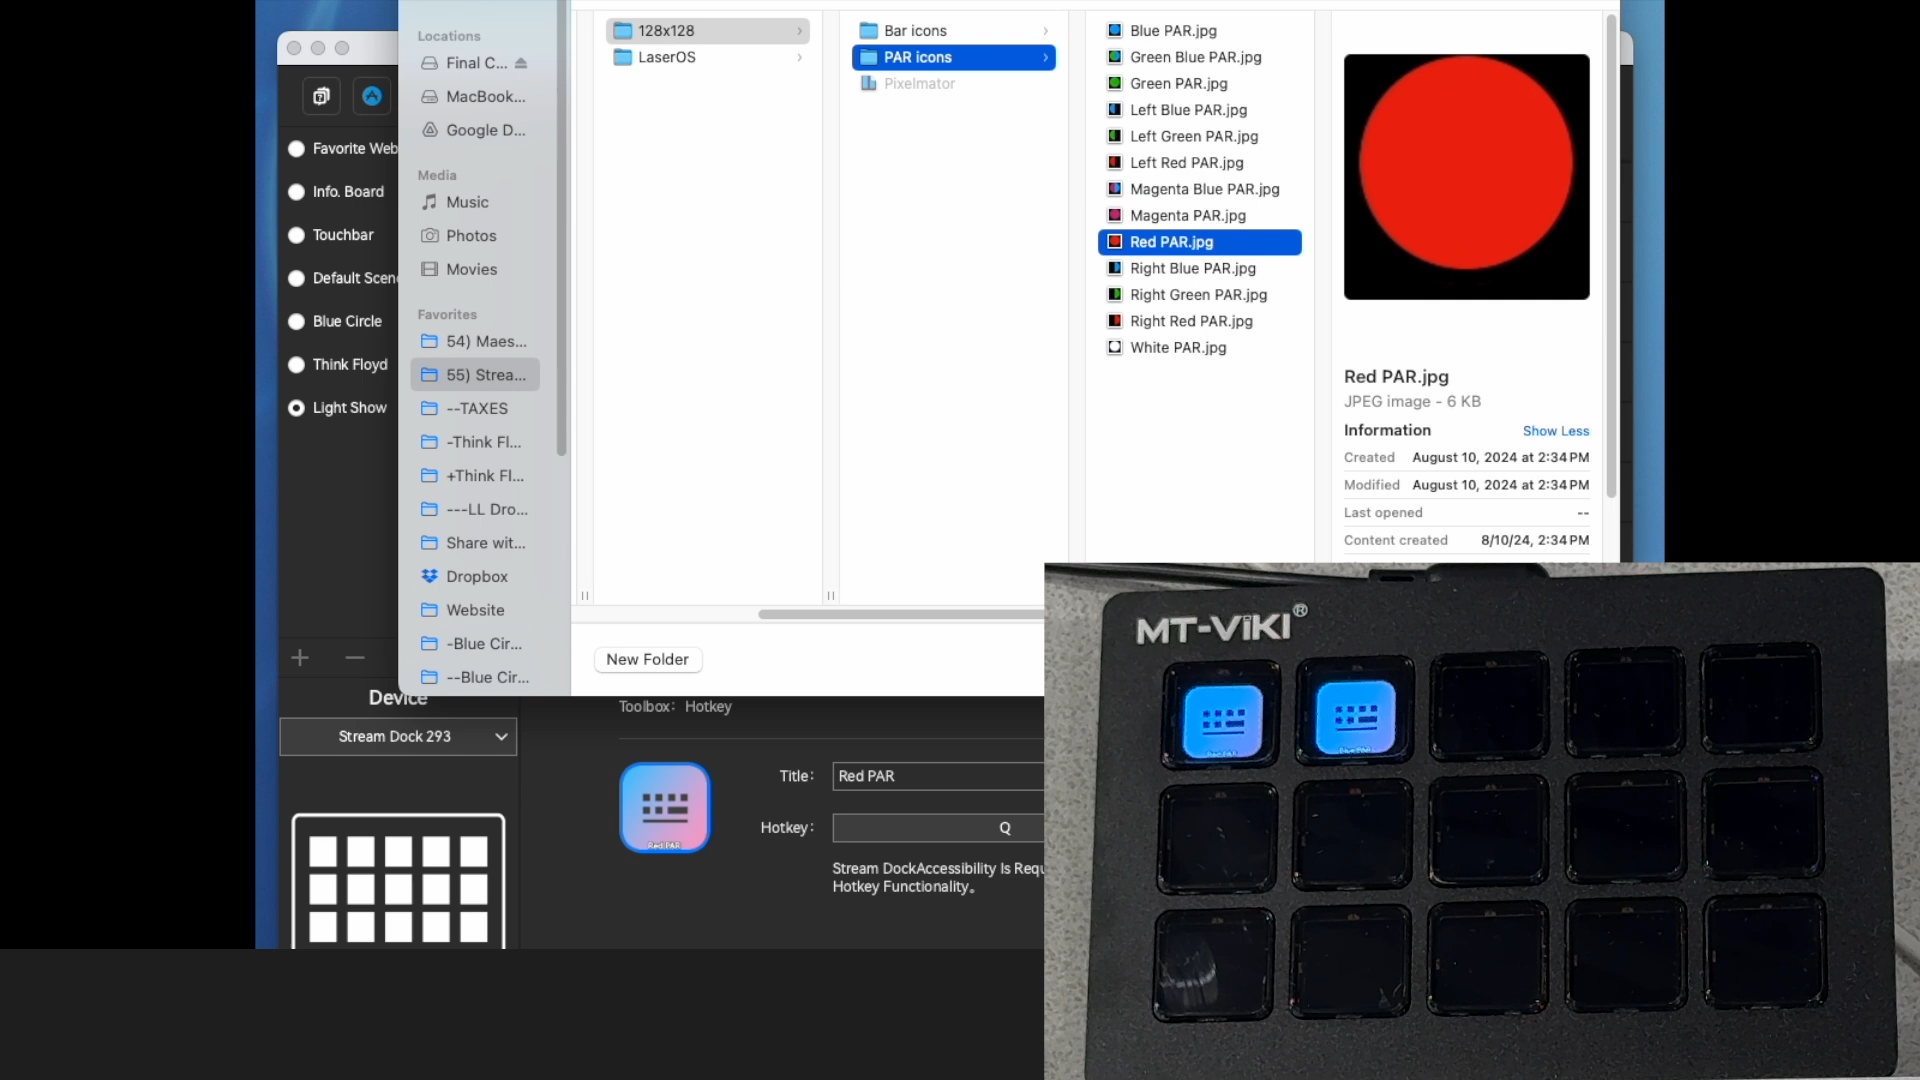 Locations
Final C...
MacBook...
Google D...
Media
Music
Photos
Movies
Favorites
54) Maes...
55) Strea...
--TAXES
-Think Fl...
+Think Fl...
---LL Dro...
Share wit...
Dropbox
Website
-Blue Cir...
--Blue Cir...
128x128
LaserOS
Bar icons
PAR icons
Pixelmator
Blue PAR.jpg
Green Blue PAR.jpg
Green PAR.jpg
Left Blue PAR.jpg
Left Green PAR.jpg
Left Red PAR.jpg
Magenta Blue PAR.jpg
Magenta PAR.jpg
Red PAR.jpg
Right Blue PAR.jpg
Right Green PAR.jpg
Right Red PAR.jpg
White PAR.jpg
Red PAR.jpg
JPEG image - 6 KB
Information Show Less
Created August 10, 2024 at 2:34 PM
Modified August 10, 2024 at 2:34 PM
Last opened --
Content created 8/10/24, 2:34 PM
New Folder
Favorite Web
Info. Board
Touchbar
Default Scen
Blue Circle
Think Floyd
Light Show
Device
Stream Dock 293
Toolbox: Hotkey
Red PAR
Title: Red PAR
Hotkey: Q
Stream DockAccessibility Is Requ
Hotkey Functionality。
MT-ViKI®
Red PAR
Blue PAR